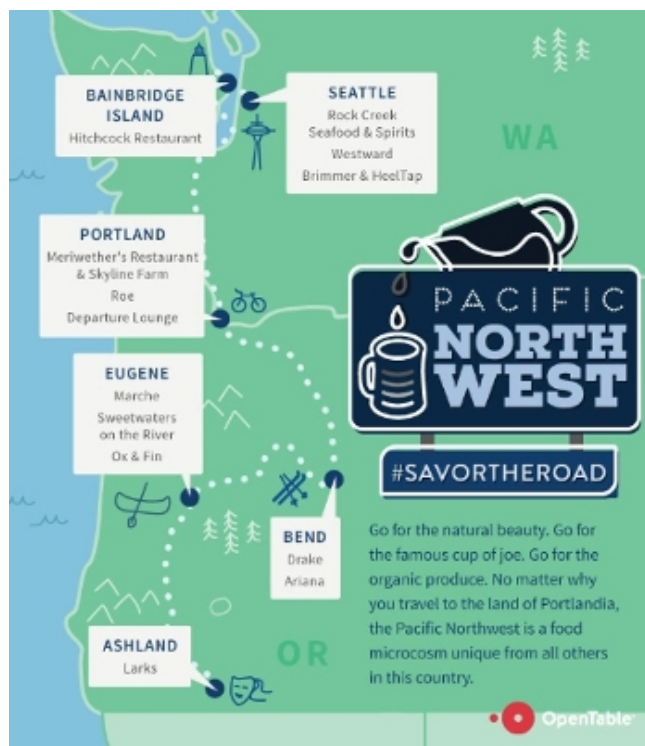 BAINBRIDGE
ISLAND
Hitchcock Restaurant
SEATTLE
Rock Creek
Seafood & Spirits
Westward
Brimmer & HeelTap
WA
PORTLAND
Meriwether's Restaurant
& Skyline Farm
Roe
Departure Lounge
PACIFIC
NORTH
WEST
#SAVORTHEROAD
EUGENE
Marche
Sweetwaters
on the River
Ox & Fin
BEND
Drake
Ariana
Go for the natural beauty. Go for
the famous cup of joe. Go for the
organic produce. No matter why
you travel to the land of Portlandia,
the Pacific Northwest is a food
microcosm unique from all others
in this country.
ASHLAND
Larks
OR
OpenTable